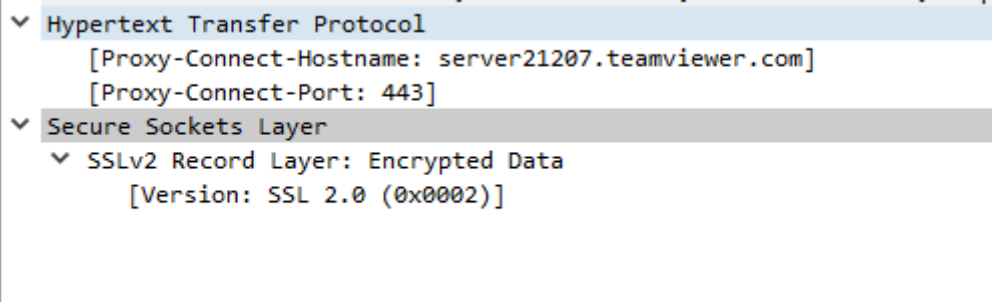 Hypertext Transfer Protocol
[Proxy-Connect-Hostname: server21207.teamviewer.com]
[Proxy-Connect-Port: 443]
Secure Sockets Layer
SSLv2 Record Layer: Encrypted Data
[Version: SSL 2.0 (0x0002)]